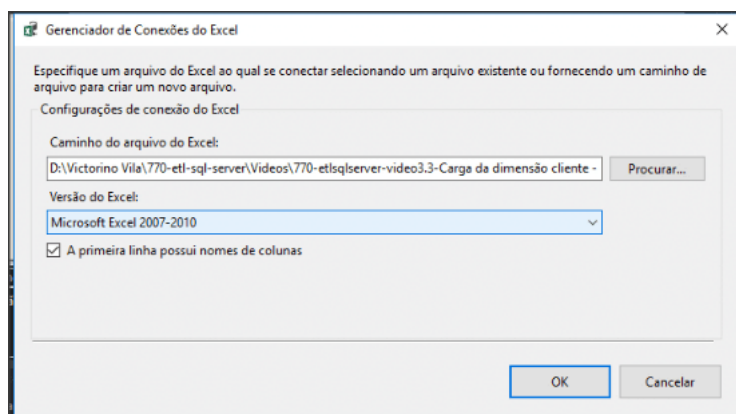 Gerenciador de Conexões do Excel
Especifique um arquivo do Excel ao qual se conectar selecionando um arquivo existente ou fornecendo um caminho de
arquivo para criar um novo arquivo.
Configurações de conexão do Excel
Caminho do arquivo do Excel:
D:\Victorino Vila\770-etl-sql-server\Videos\770-etlsqlserver-video3.3-Carga da dimensão cliente -
Procurar...
Versão do Excel:
Microsoft Excel 2007-2010
A primeira linha possui nomes de colunas
OK
Cancelar